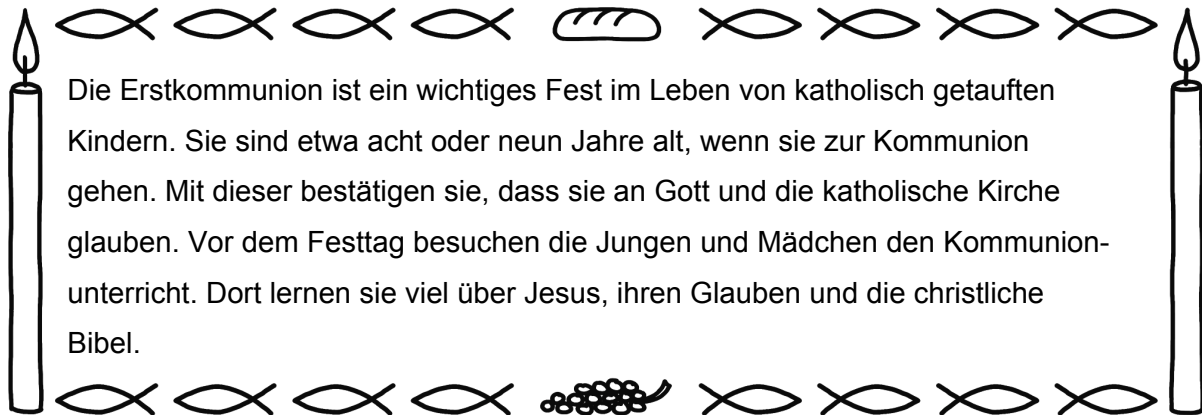 Die Erstkommunion ist ein wichtiges Fest im Leben von katholisch getauften
Kindern. Sie sind etwa acht oder neun Jahre alt, wenn sie zur Kommunion
gehen. Mit dieser bestätigen sie, dass sie an Gott und die katholische Kirche
glauben. Vor dem Festtag besuchen die Jungen und Mädchen den Kommunion-
unterricht. Dort lernen sie viel über Jesus, ihren Glauben und die christliche
Bibel.